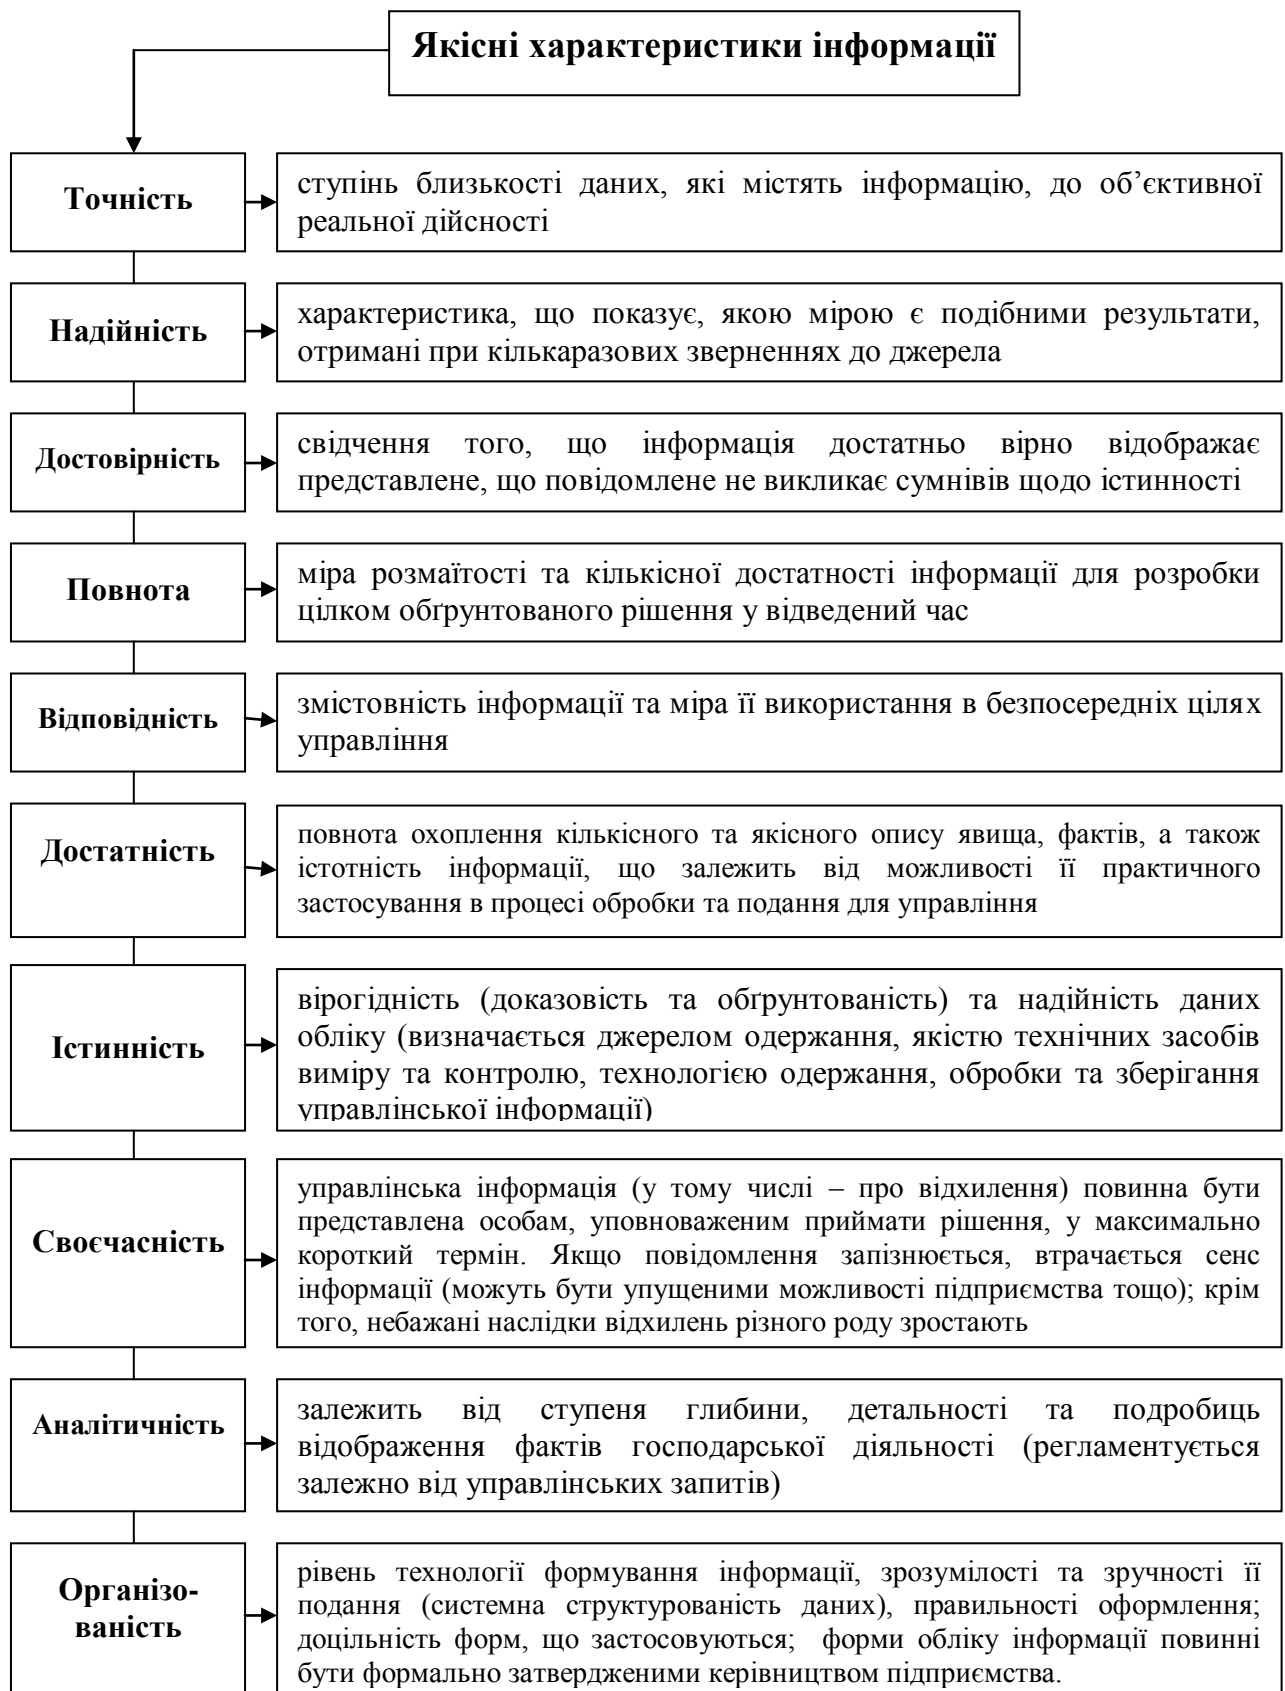 Якісні характеристики інформації
Точність
ступінь близькості даних, які містять інформацію, до об’єктивної
реальної дійсності
Надійність
характеристика, що показує, якою мірою є подібними результати,
отримані при кількаразових зверненнях до джерела
Достовірність
свідчення того, що інформація достатньо вірно відображає
представлене, що повідомлене не викликає сумнівів щодо істинності
Повнота
міра розмаїтості та кількісної достатності інформації для розробки
цілком обґрунтованого рішення у відведений час
Відповідність
змістовність інформації та міра її використання в безпосередніх цілях
управління
Достатність
повнота охоплення кількісного та якісного опису явища, фактів, а також
істотність інформації, що залежить від можливості її практичного
застосування в процесі обробки та подання для управління
Істинність
вірогідність (доказовість та обґрунтованість) та надійність даних
обліку (визначається джерелом одержання, якістю технічних засобів
виміру та контролю, технологією одержання, обробки та зберігання
управлінської інформації)
Своєчасність
управлінська інформація (у тому числі – про відхилення) повинна бути
представлена особам, уповноваженим приймати рішення, у максимально
короткий термін. Якщо повідомлення запізнюється, втрачається сенс
інформації (можуть бути упущеними можливості підприємства тощо); крім
того, небажані наслідки відхилень різного роду зростають
Аналітичність
залежить від ступеня глибини, детальності та подробиць
відображення фактів господарської діяльності (регламентується
залежно від управлінських запитів)
Організо-
ваність
рівень технології формування інформації, зрозумілості та зручності її
подання (системна структурованість даних), правильності оформлення;
доцільність форм, що застосовуються; форми обліку інформації повинні
бути формально затвердженими керівництвом підприємства.